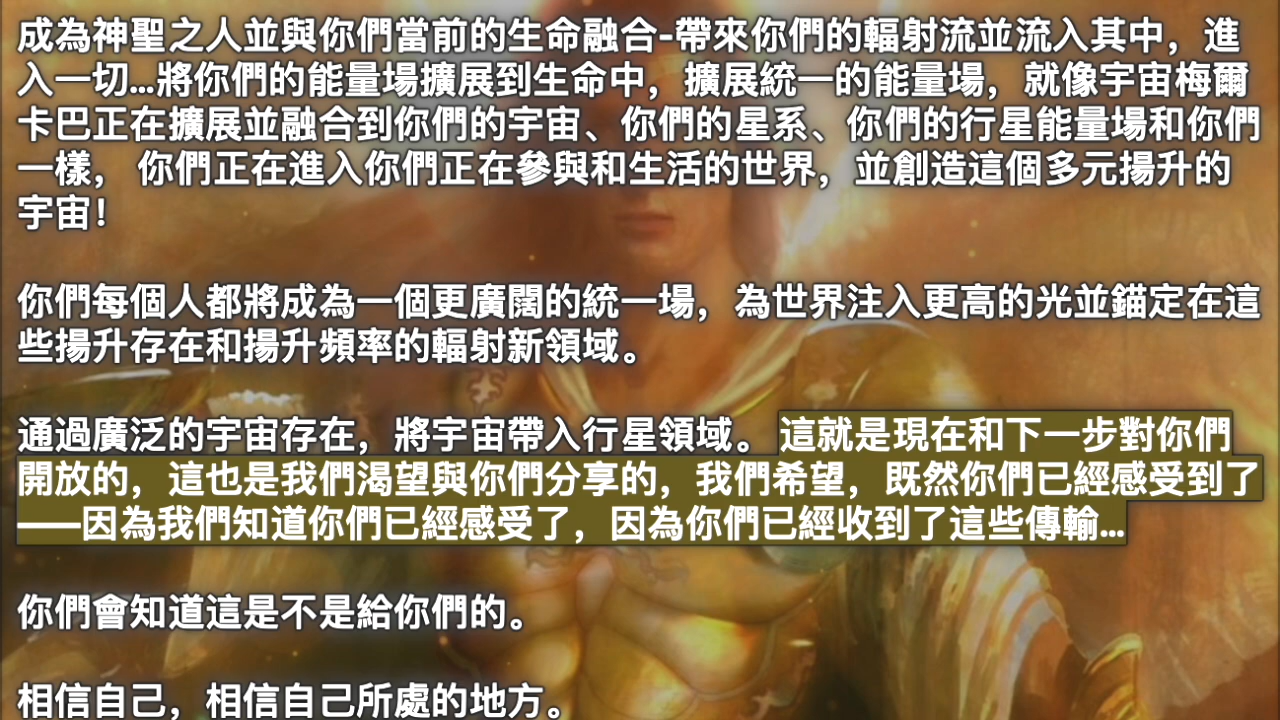 成為神聖之人並與你們當前的生命融合-帶來你們的輻射流並流入其中，進
入一切...將你們的能量場擴展到生命中，擴展統一的能量場，就像宇宙梅爾
卡巴正在擴展並融合到你們的宇宙、你們的星系、你們的行星能量場和你們
一樣， 你們正在進入你們正在參與和生活的世界，並創造這個多元揚升的
宇宙！
你們每個人都將成為一個更廣闊的統一場，為世界注入更高的光並錨定在這
些揚升存在和揚升頻率的輻射新領域。
通過廣泛的宇宙存在，將宇宙帶入行星領域。 這就是現在和下一步對你們
開放的，這也是我們渴望與你們分享的，我們希望，既然你們已經感受到了
——因為我們知道你們已經感受了，因為你們已經收到了這些傳輸...
你們會知道這是不是給你們的。
相信自己，相信自己所處的地方。